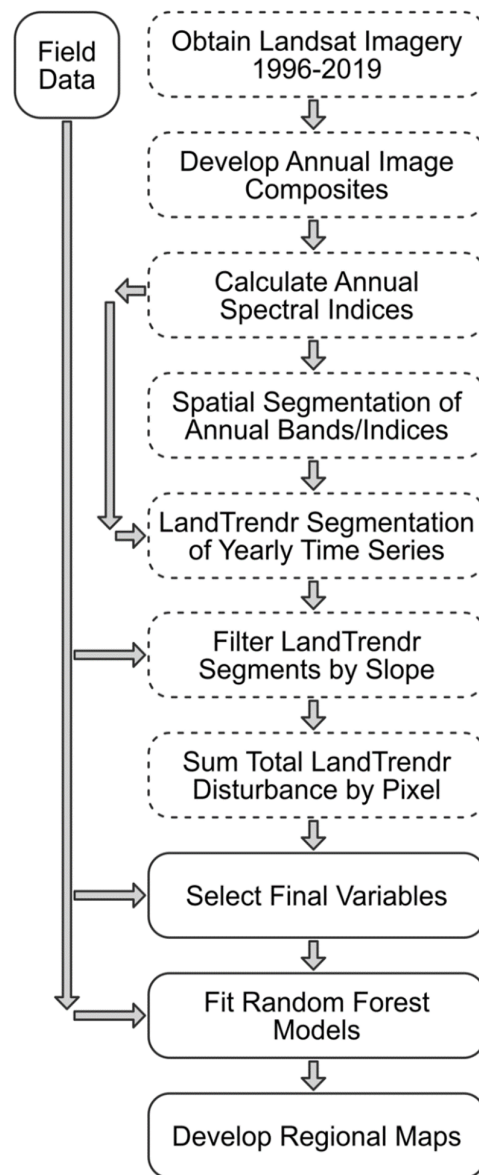 Field
Data
Obtain Landsat Imagery
1996-2019
Develop Annual Image
Composites
Calculate Annual
Spectral Indices
Spatial Segmentation of
Annual Bands/Indices
LandTrendr Segmentation
of Yearly Time Series
Filter LandTrendr
Segments by Slope
Sum Total LandTrendr
Disturbance by Pixel
Select Final Variables
Fit Random Forest
Models
Develop Regional Maps